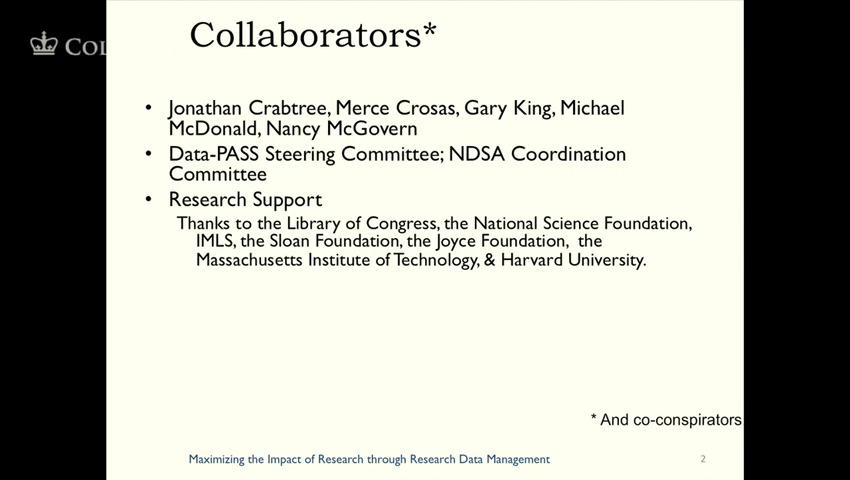 Collaborators*
• Jonathan Crabtree, Merce Crosas, Gary King, Michael
McDonald, Nancy McGovern
• Data-PASS Steering Committee; NDSA Coordination
Committee
• Research Support
Thanks to the Library of Congress, the National Science Foundation,
IMLS, the Sloan Foundation, the Joyce Foundation, the
Massachusetts Institute of Technology, & Harvard University.
* And co-conspirators
Maximizing the Impact of Research through Research Data Management
2